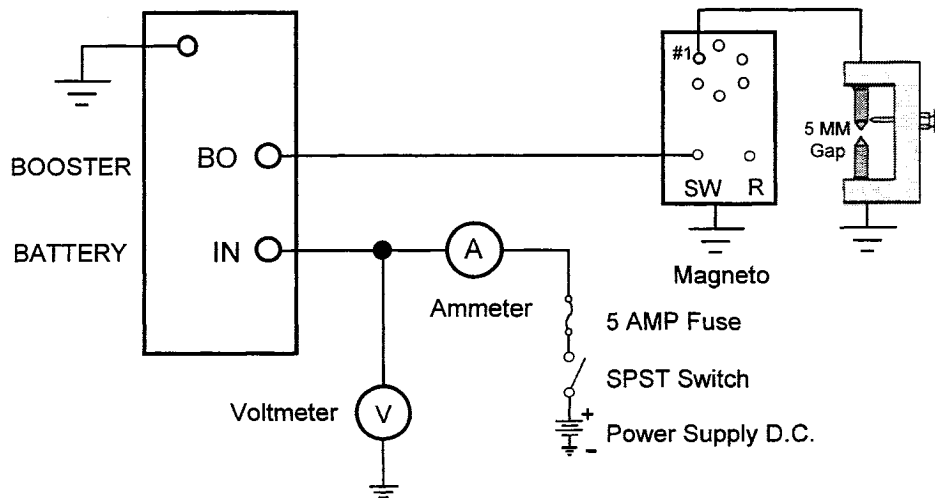 #1
5 MM
Gap
BOOSTER
BO
SW R
BATTERY
IN
A
Magneto
Ammeter
5 AMP Fuse
SPST Switch
Voltmeter
V
+
Power Supply D.C.
-